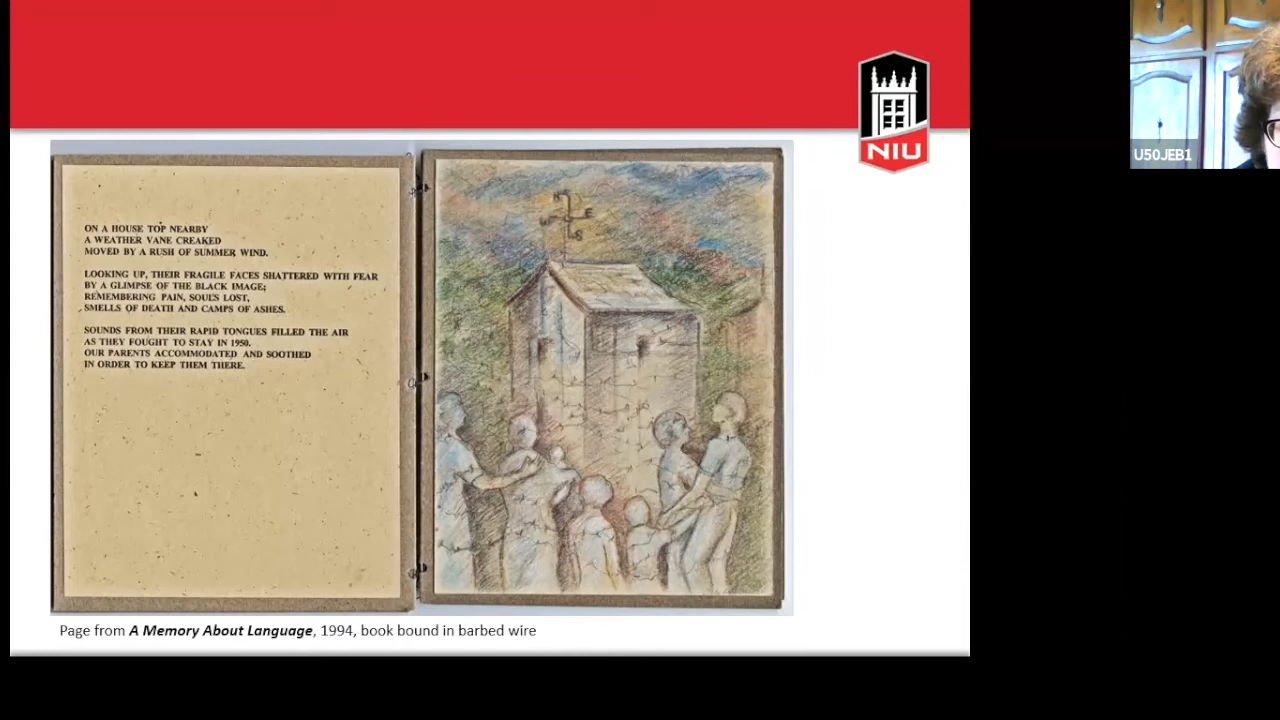 NIU
U50JEB1
ON A HOUSE TOP NEARBY
A WEATHER VANE CREAKED
MOVED BY A RUSH OF SUMMER WIND.
LOOKING UP, THEIR FRAGILE FACES SHATTERED WITH FEAR
BY A GLIMPSE OF THE BLACK IMAGE;
REMEMBERING PAIN, SOULS LOST,
SMELLS OF DEATH AND CAMPS OF ASHES.
SOUNDS FROM THEIR RAPID TONGUES FILLED THE AIR
AS THEY FOUGHT TO STAY IN 1950.
OUR PARENTS ACCOMMODATED AND SOOTHED
IN ORDER TO KEEP THEM THERE.
E
S
Page from A Memory About Language, 1994, book bound in barbed wire